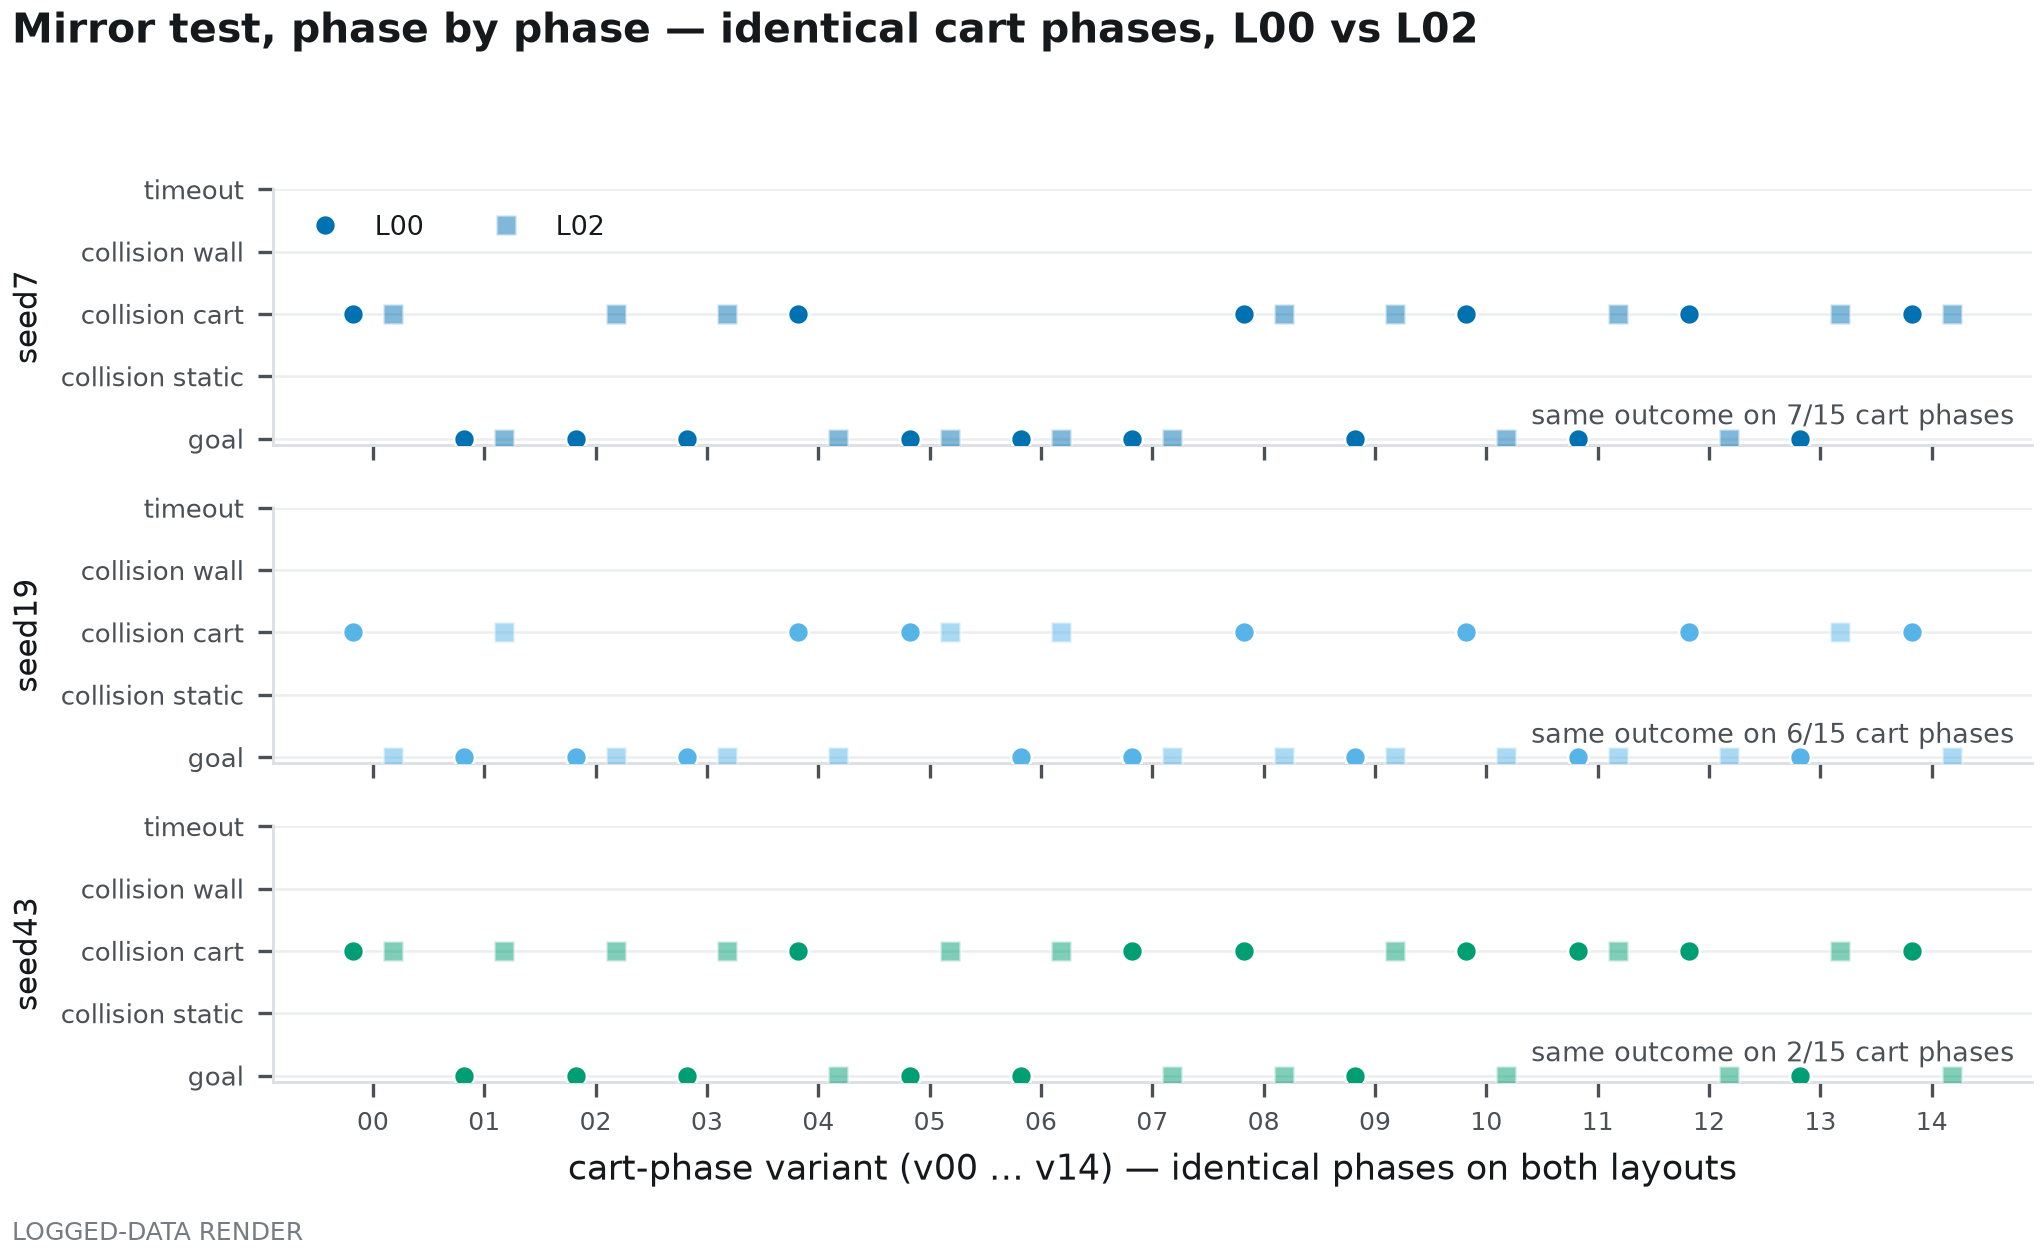 Mirror test, phase by phase — identical cart phases, L00 vs L02
timeout
L00 L02
collision wall
seed7
collision cart
collision static
same outcome on 7/15 cart phases
goal
timeout
collision wall
seed19
collision cart
collision static
same outcome on 6/15 cart phases
goal
timeout
collision wall
seed43
collision cart
collision static
same outcome on 2/15 cart phases
goal
00 01 02 03 04 05 06 07 08 09 10 11 12 13 14
cart-phase variant (v00 … v14) — identical phases on both layouts
LOGGED-DATA RENDER